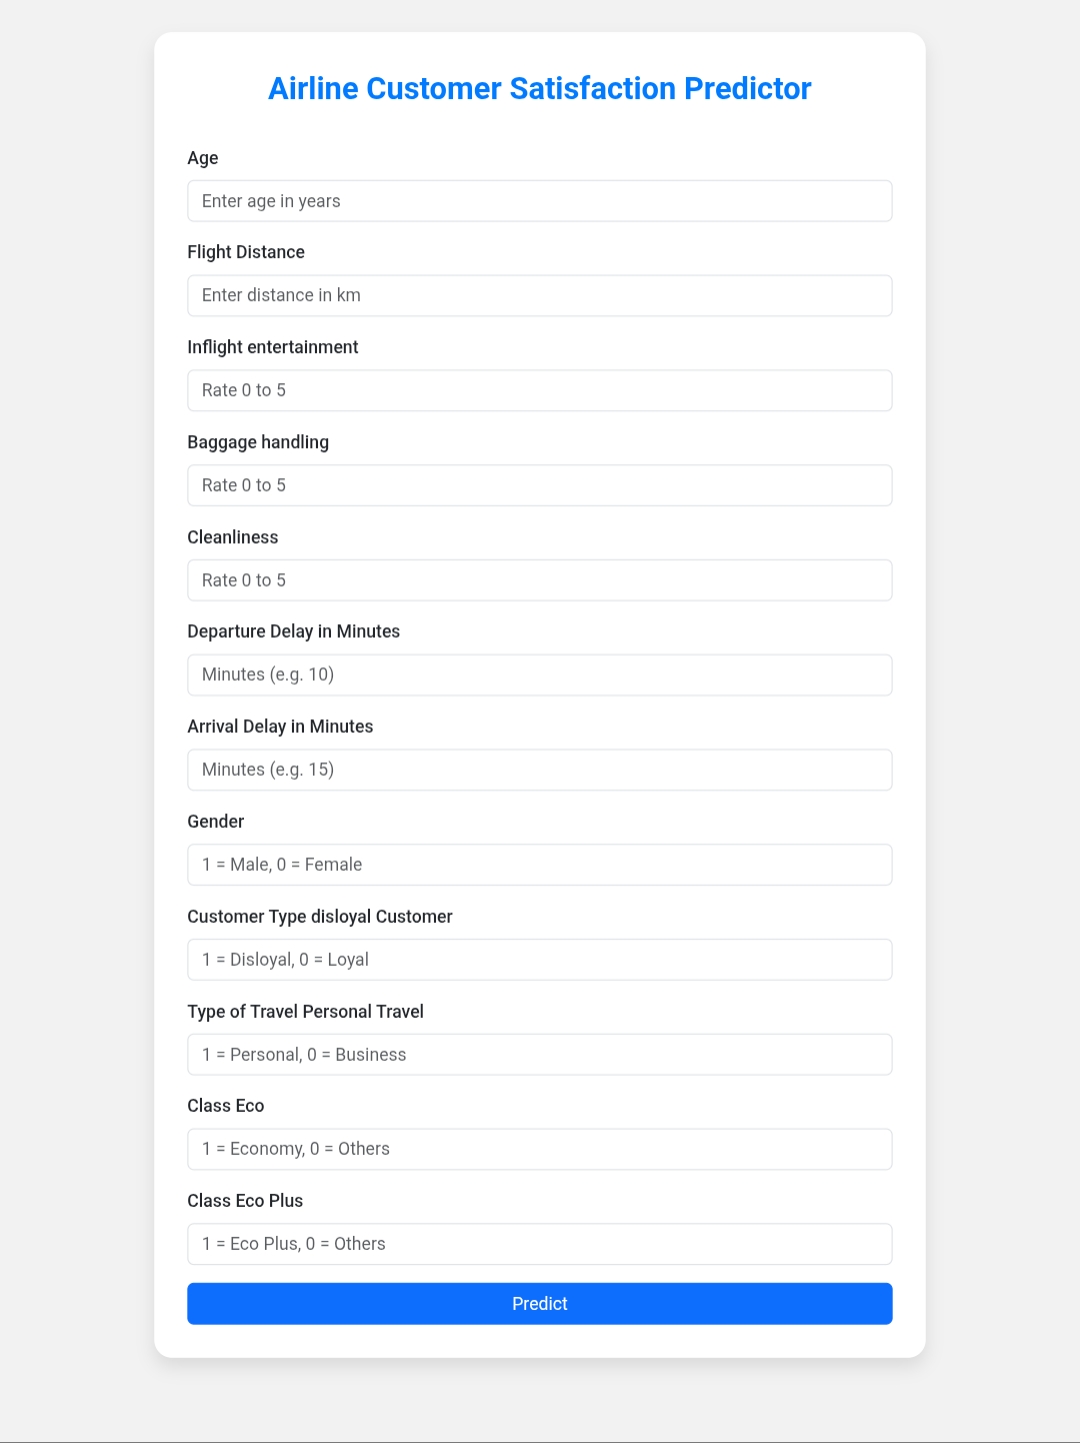 Airline Customer Satisfaction Predictor
Age
Enter age in years
Flight Distance
Enter distance in km
Inflight entertainment
Rate 0 to 5
Baggage handling
Rate 0 to 5
Cleanliness
Rate 0 to 5
Departure Delay in Minutes
Minutes (e.g. 10)
Arrival Delay in Minutes
Minutes (e.g. 15)
Gender
1 = Male, 0 = Female
Customer Type disloyal Customer
1 = Disloyal, 0 = Loyal
Type of Travel Personal Travel
1 = Personal, 0 = Business
Class Eco
1 = Economy, 0 = Others
Class Eco Plus
1 = Eco Plus, 0 = Others
Predict